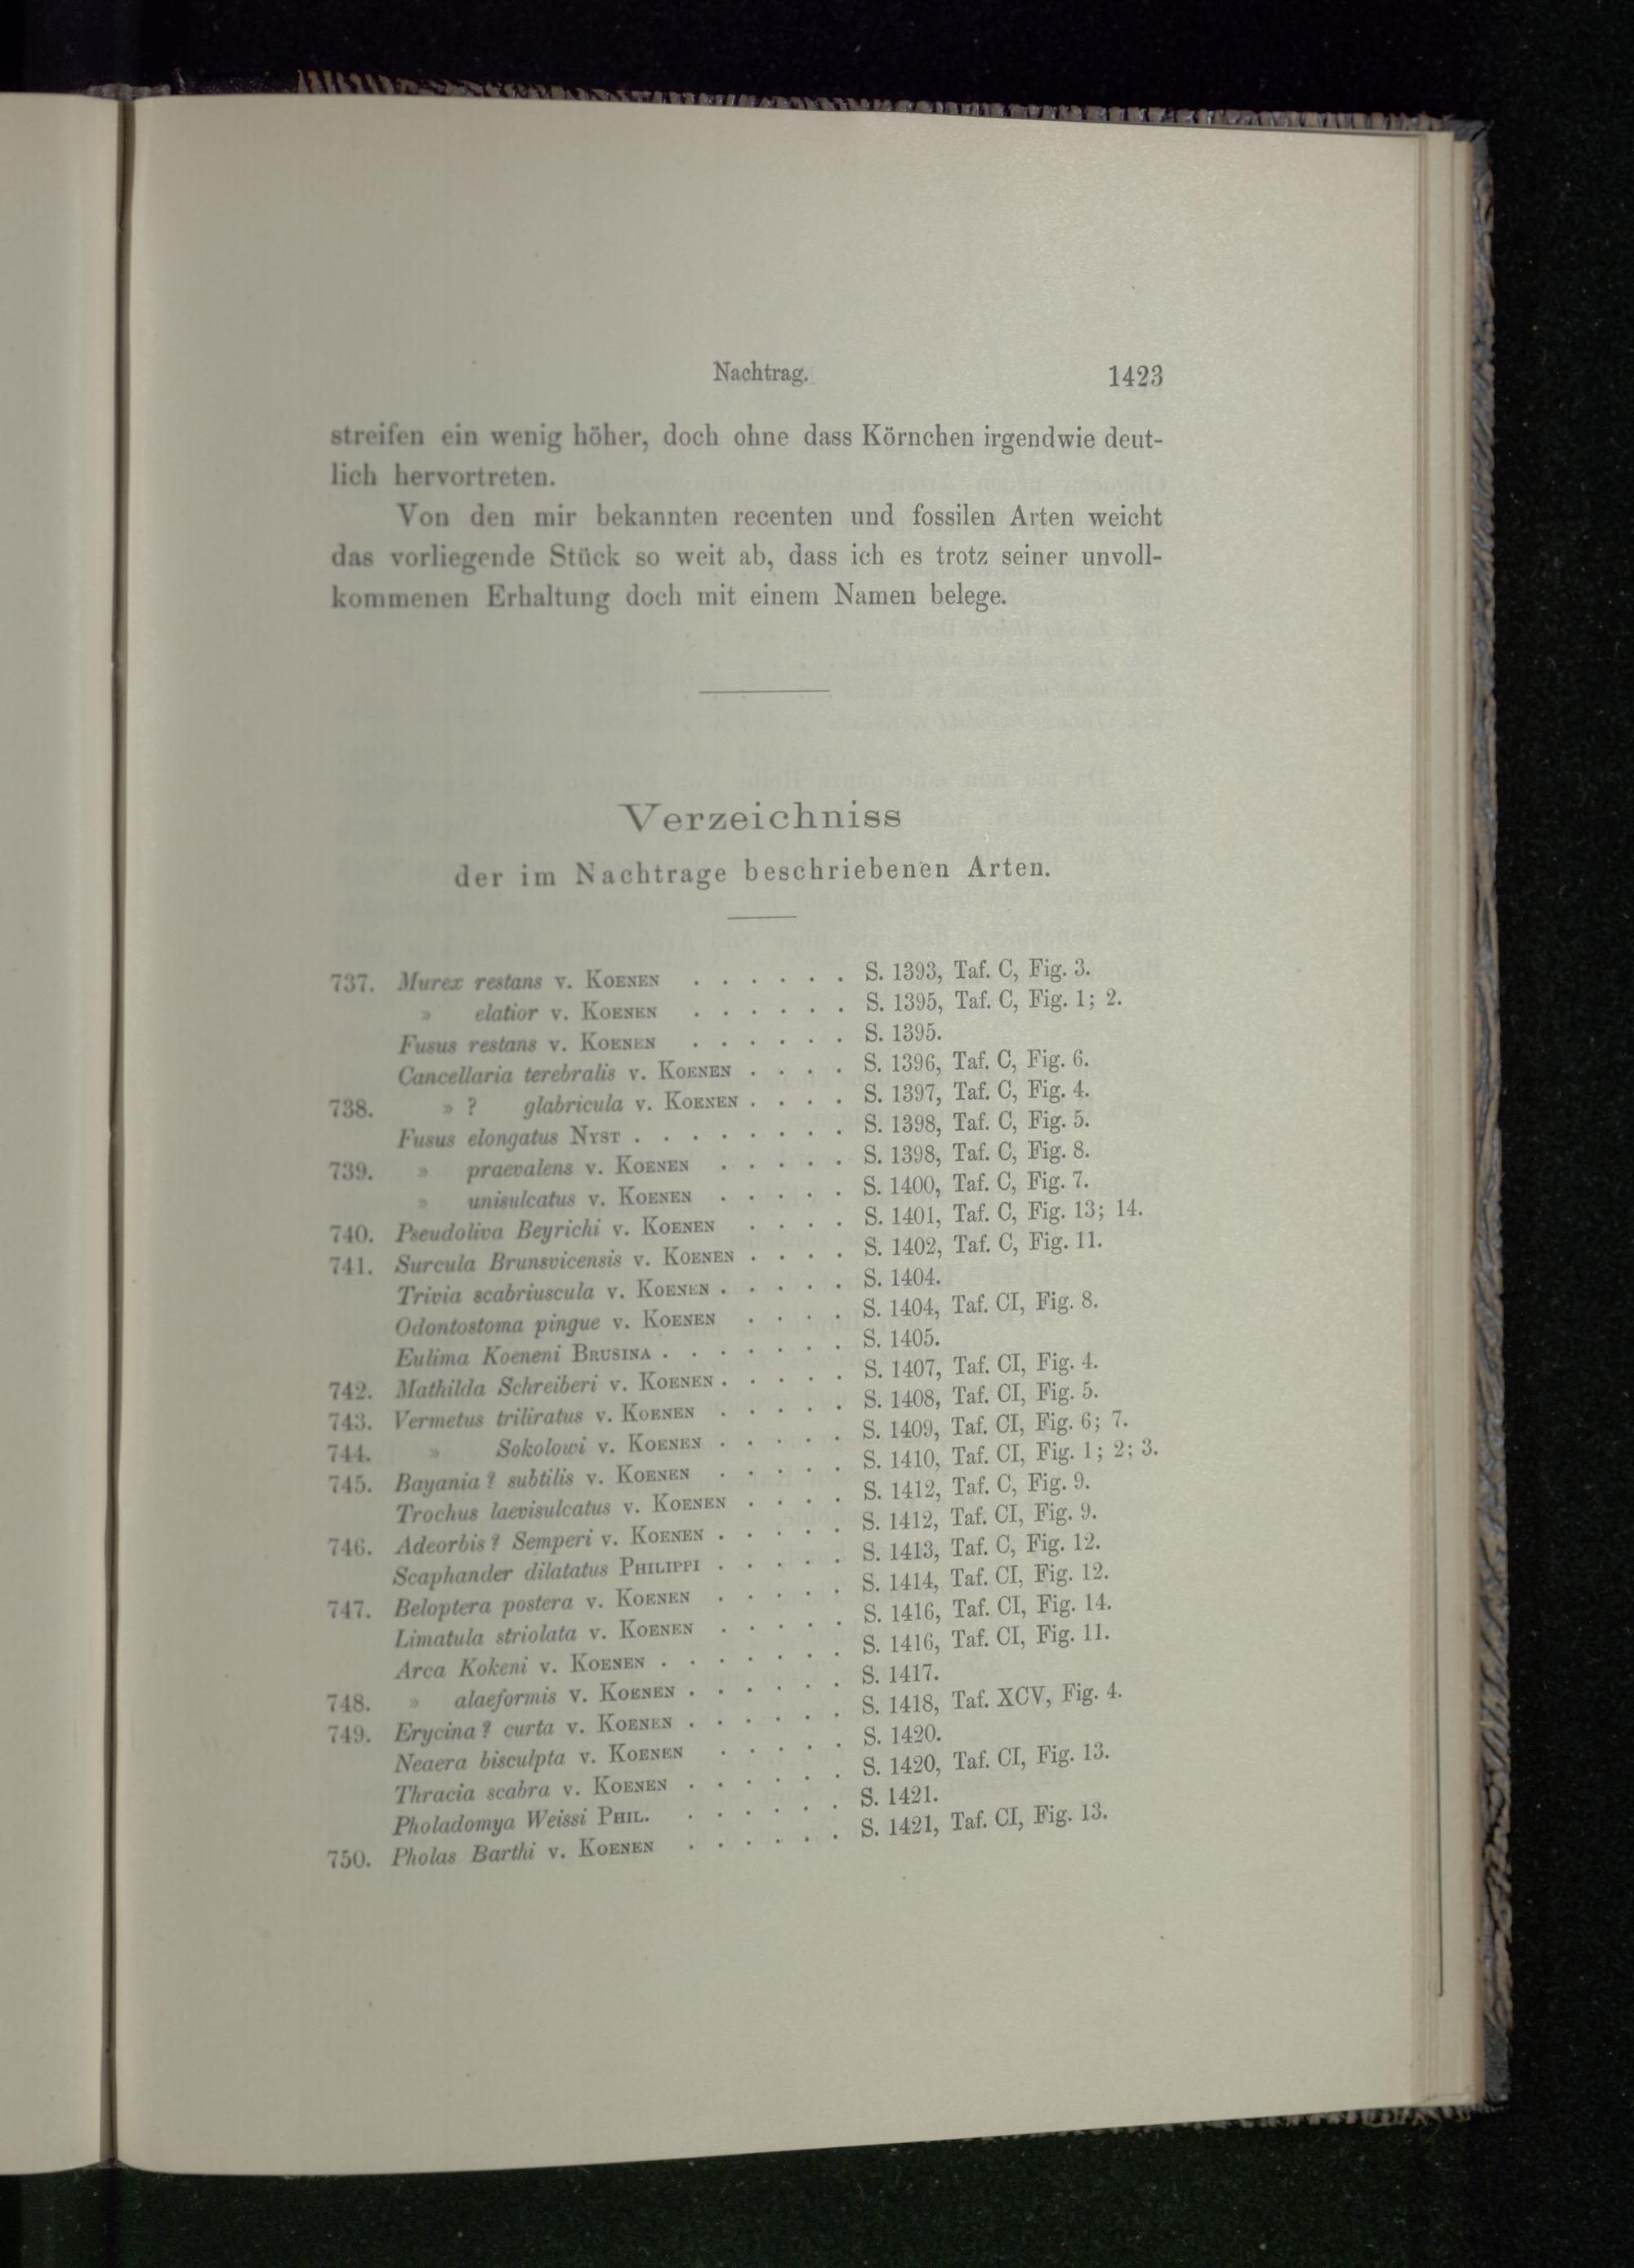 Nachtrag. 1423
streifen ein wenig höher, doch ohne dass Körnchen irgendwie deut-
lich hervortreten.
Von den mir bekannten recenten und fossilen Arten weicht
das vorliegende Stück so weit ab, dass ich es trotz seiner unvoll-
kommenen Erhaltung doch mit einem Namen belege.
Verzeichniss
der im Nachtrage beschriebenen Arten.
737. Murex restans v. Koenen . . . . . . S. 1393, Taf. C, Fig. 3.
» elatior v. Koenen . . . . . . S. 1395, Taf. C, Fig. 1; 2.
Fusus restans v. Koenen . . . . . . S. 1395.
Cancellaria terebralis v. Koenen . . . . S. 1396, Taf. C, Fig. 6.
738. » ? glabricula v. Koenen . . . . S. 1397, Taf. C, Fig. 4.
Fusus elongatus Nyst . . . . . . . . S. 1398, Taf. C, Fig. 5.
739. » praevalens v. Koenen . . . . . S. 1398, Taf. C, Fig. 8.
» unisulcatus v. Koenen . . . . . S. 1400, Taf. C, Fig. 7.
740. Pseudoliva Beyrichi v. Koenen . . . . S. 1401, Taf. C, Fig. 13; 14.
741. Surcula Brunsvicensis v. Koenen . . . . S. 1402, Taf. C, Fig. 11.
Trivia scabriuscula v. Koenen . . . . . S. 1404.
Odontostoma pingue v. Koenen . . . . S. 1404, Taf. CI, Fig. 8.
Eulima Koeneni Brusina . . . . . . . S. 1405.
742. Mathilda Schreiberi v. Koenen . . . . . S. 1407, Taf. CI, Fig. 4.
743. Vermetus triliratus v. Koenen . . . . . S. 1408, Taf. CI, Fig. 5.
744. » Sokolowi v. Koenen . . . . . S. 1409, Taf. CI, Fig. 6; 7.
745. Bayania? subtilis v. Koenen . . . . . S. 1410, Taf. CI, Fig. 1; 2; 3.
Trochus laevisulcatus v. Koenen . . . . S. 1412, Taf. C, Fig. 9.
746. Adeorbis? Semperi v. Koenen . . . . . S. 1412, Taf. CI, Fig. 9.
Scaphander dilatatus Philippi . . . . . S. 1413, Taf. C, Fig. 12.
747. Beloptera postera v. Koenen . . . . . S. 1414, Taf. CI, Fig. 12.
Limatula striolata v. Koenen . . . . . S. 1416, Taf. CI, Fig. 14.
Arca Kokeni v. Koenen . . . . . . . S. 1416, Taf. CI, Fig. 11.
748. » alaeformis v. Koenen . . . . . . S. 1417.
749. Erycina? curta v. Koenen . . . . . . S. 1418, Taf. XCV, Fig. 4.
Neaera bisculpta v. Koenen . . . . . S. 1420.
Thracia scabra v. Koenen . . . . . . S. 1420, Taf. CI, Fig. 13.
Pholadomya Weissi Phil. . . . . . . S. 1421.
750. Pholas Barthi v. Koenen . . . . . . S. 1421, Taf. CI, Fig. 13.